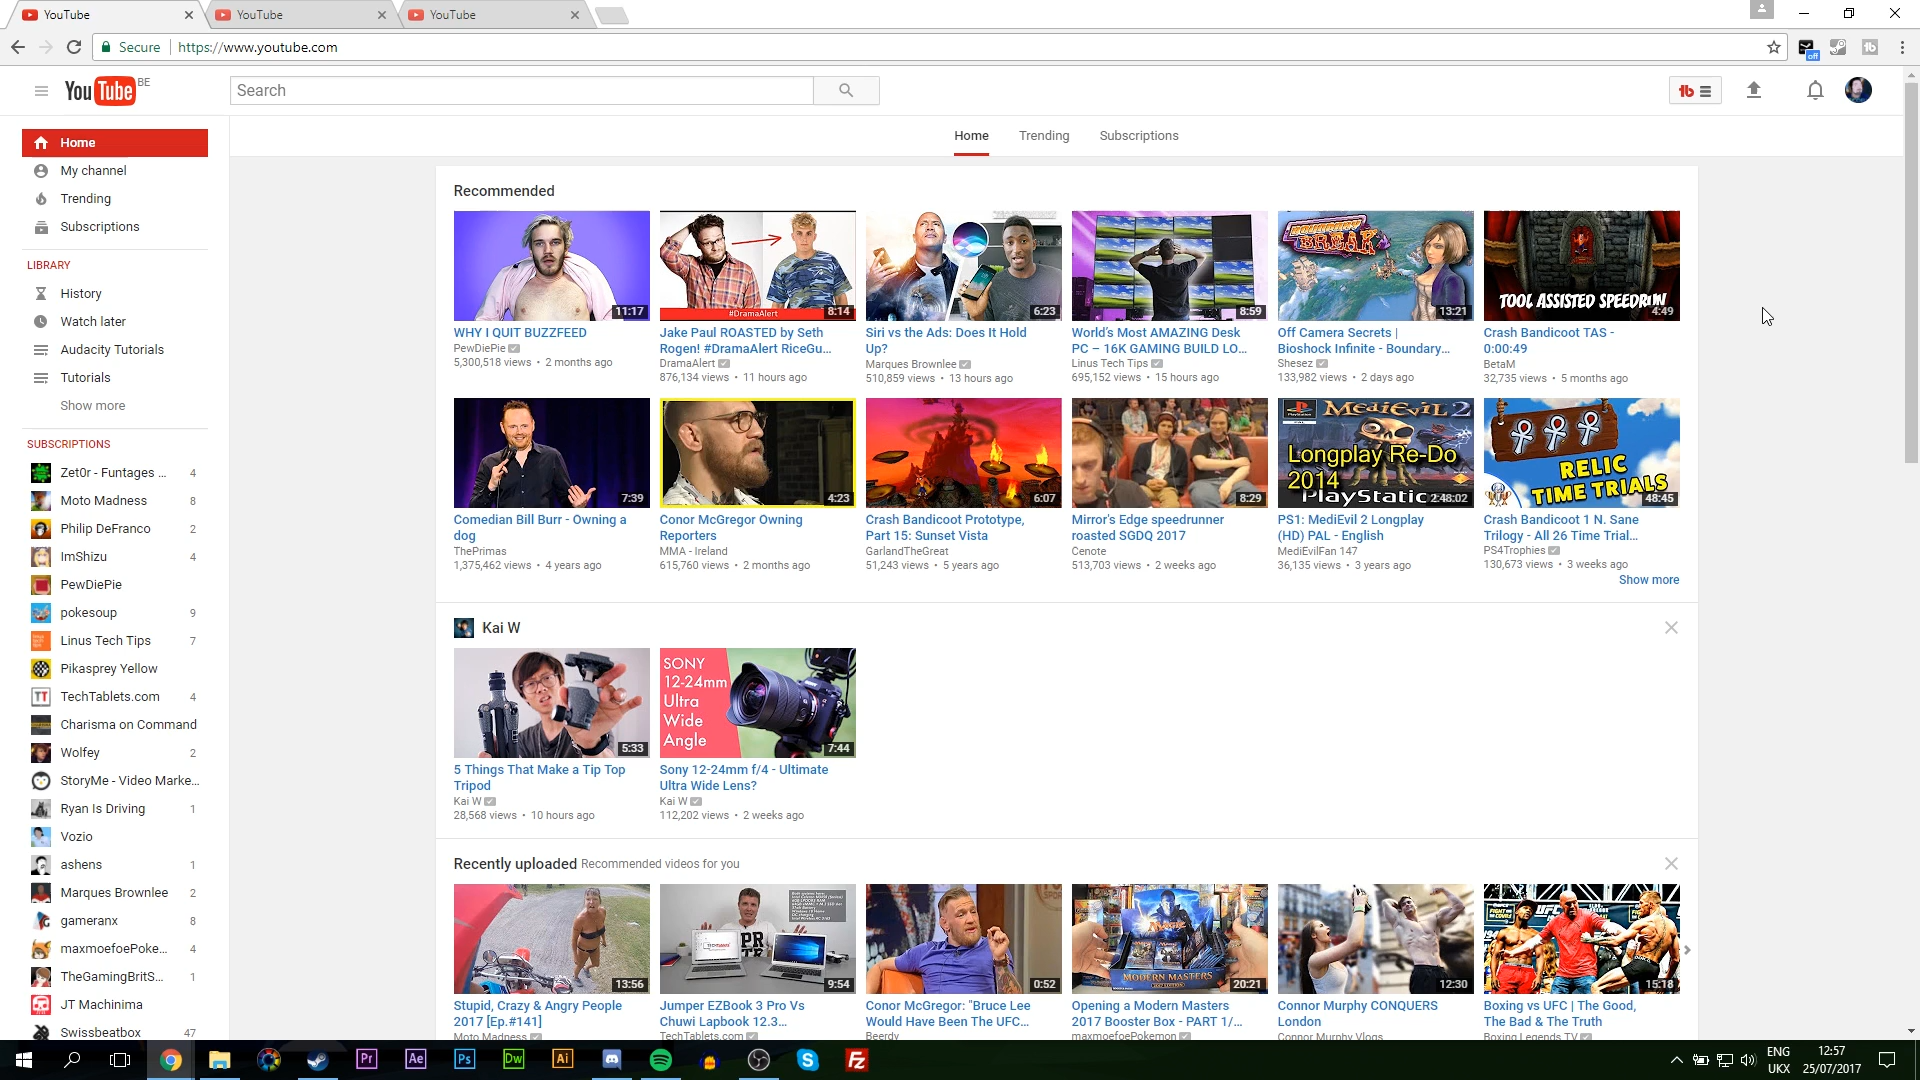 YouTube
YouTube
YouTube
Secure
https://www.youtube.com
off
YouTube BE
Search
Home
My channel
Trending
Subscriptions
LIBRARY
History
Watch later
Audacity Tutorials
Tutorials
Show more
SUBSCRIPTIONS
Zet0r - Funtages ... 4
Moto Madness 8
Philip DeFranco 2
ImShizu 4
PewDiePie
pokesoup 9
Linus Tech Tips 7
Pikasprey Yellow
TechTablets.com 4
Charisma on Command
Wolfey 2
StoryMe - Video Marke...
Ryan Is Driving 1
Vozio
ashens 1
Marques Brownlee 2
gameranx 8
maxmoefoePoke... 4
TheGamingBritS... 1
JT Machinima
Swissbeatbox 47
Home Trending Subscriptions
Recommended
11:17
WHY I QUIT BUZZFEED
PewDiePie
5,300,518 views • 2 months ago
#DramaAlert
8:14
Jake Paul ROASTED by Seth
Rogen! #DramaAlert RiceGu...
DramaAlert
876,134 views • 11 hours ago
6:23
Siri vs the Ads: Does It Hold
Up?
Marques Brownlee
510,859 views • 13 hours ago
8:59
World's Most AMAZING Desk
PC – 16K GAMING BUILD LO...
Linus Tech Tips
695,152 views • 15 hours ago
BOUNDARY
BREAK
13:21
Off Camera Secrets |
Bioshock Infinite - Boundary...
Shesez
133,982 views • 2 days ago
TOOL ASSISTED SPEEDRUN
4:49
Crash Bandicoot TAS -
0:00:49
BetaM
32,735 views • 5 months ago
7:39
Comedian Bill Burr - Owning a
dog
ThePrimas
1,375,462 views • 4 years ago
4:23
Conor McGregor Owning
Reporters
MMA - Ireland
615,760 views • 2 months ago
6:07
Crash Bandicoot Prototype,
Part 15: Sunset Vista
GarlandTheGreat
51,243 views • 5 years ago
8:29
Mirror's Edge speedrunner
roasted SGDQ 2017
Cenote
513,703 views • 2 weeks ago
MEDIEVIL 2
Longplay Re-Do
2014
PlayStatic
2:48:02
PS1: MediEvil 2 Longplay
(HD) PAL - English
MediEvilFan 147
36,135 views • 3 years ago
RELIC
TIME TRIALS
48:45
Crash Bandicoot 1 N. Sane
Trilogy - All 26 Time Trial...
PS4Trophies
130,673 views • 3 weeks ago
Show more
Kai W
5:33
5 Things That Make a Tip Top
Tripod
Kai W
28,568 views • 10 hours ago
SONY
12-24mm
Ultra
Wide
Angle
7:44
Sony 12-24mm f/4 - Ultimate
Ultra Wide Lens?
Kai W
112,202 views • 2 weeks ago
Recently uploaded Recommended videos for you
13:56
Stupid, Crazy & Angry People
2017 [Ep.#141]
Moto Madness
9:54
Jumper EZBook 3 Pro Vs
Chuwi Lapbook 12.3...
TechTablets.com
0:52
Conor McGregor: "Bruce Lee
Would Have Been The UFC...
Beerdy
MAGIC
MODERN MASTERS
20:21
Opening a Modern Masters
2017 Booster Box - PART 1/...
maxmoefoePokemon
12:30
Connor Murphy CONQUERS
London
Connor Murphy Vlogs
15:18
Boxing vs UFC | The Good,
The Bad & The Truth
Boxing Legends TV
Pr Ae Ps Dw Ai
ENG
UKX
12:57
25/07/2017